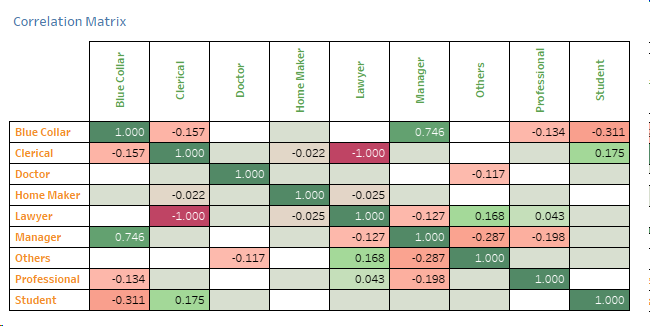 Correlation Matrix
Blue Collar Clerical Doctor Home Maker Lawyer Manager Others Professional Student
Blue Collar 1.000 -0.157 0.746 -0.134 -0.311
Clerical -0.157 1.000 -0.022 -1.000 0.175
Doctor 1.000 -0.117
Home Maker -0.022 1.000 -0.025
Lawyer -1.000 -0.025 1.000 -0.127 0.168 0.043
Manager 0.746 -0.127 1.000 -0.287 -0.198
Others -0.117 0.168 -0.287 1.000
Professional -0.134 0.043 -0.198 1.000
Student -0.311 0.175 1.000